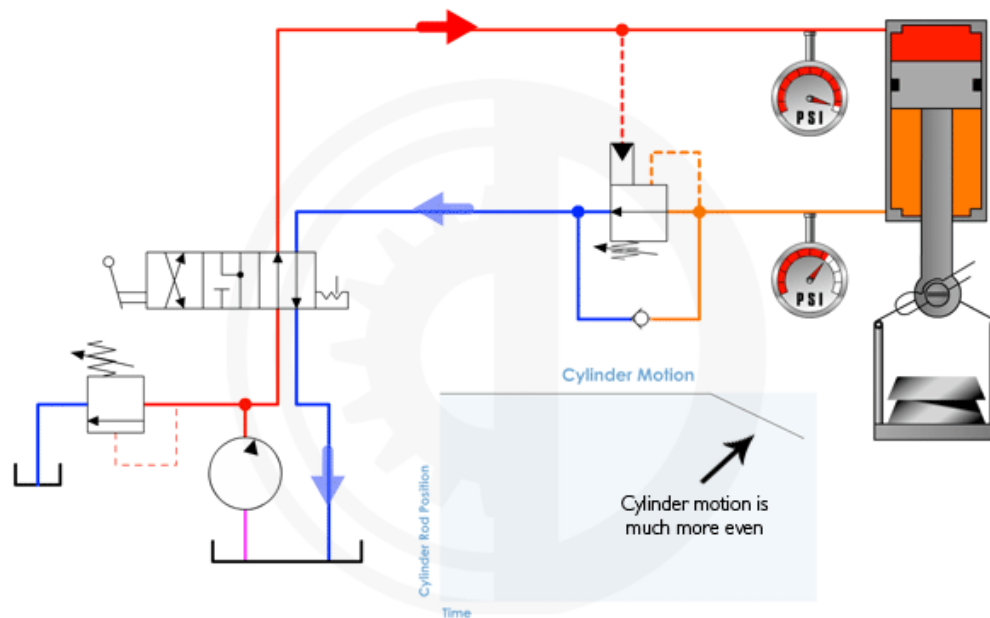 PSI
PSI
Cylinder Motion
Cylinder Rod Position
Cylinder motion is
much more even
Time